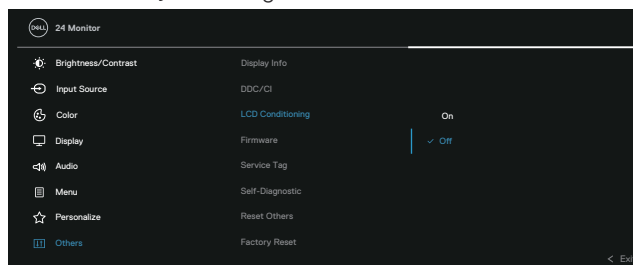 DELL 24 Monitor
Brightness/Contrast Display Info
Input Source DDC/CI
Color LCD Conditioning On
Display Firmware ✓ Off
Audio Service Tag
Menu Self-Diagnostic
Personalize Reset Others
Others Factory Reset
< Exi